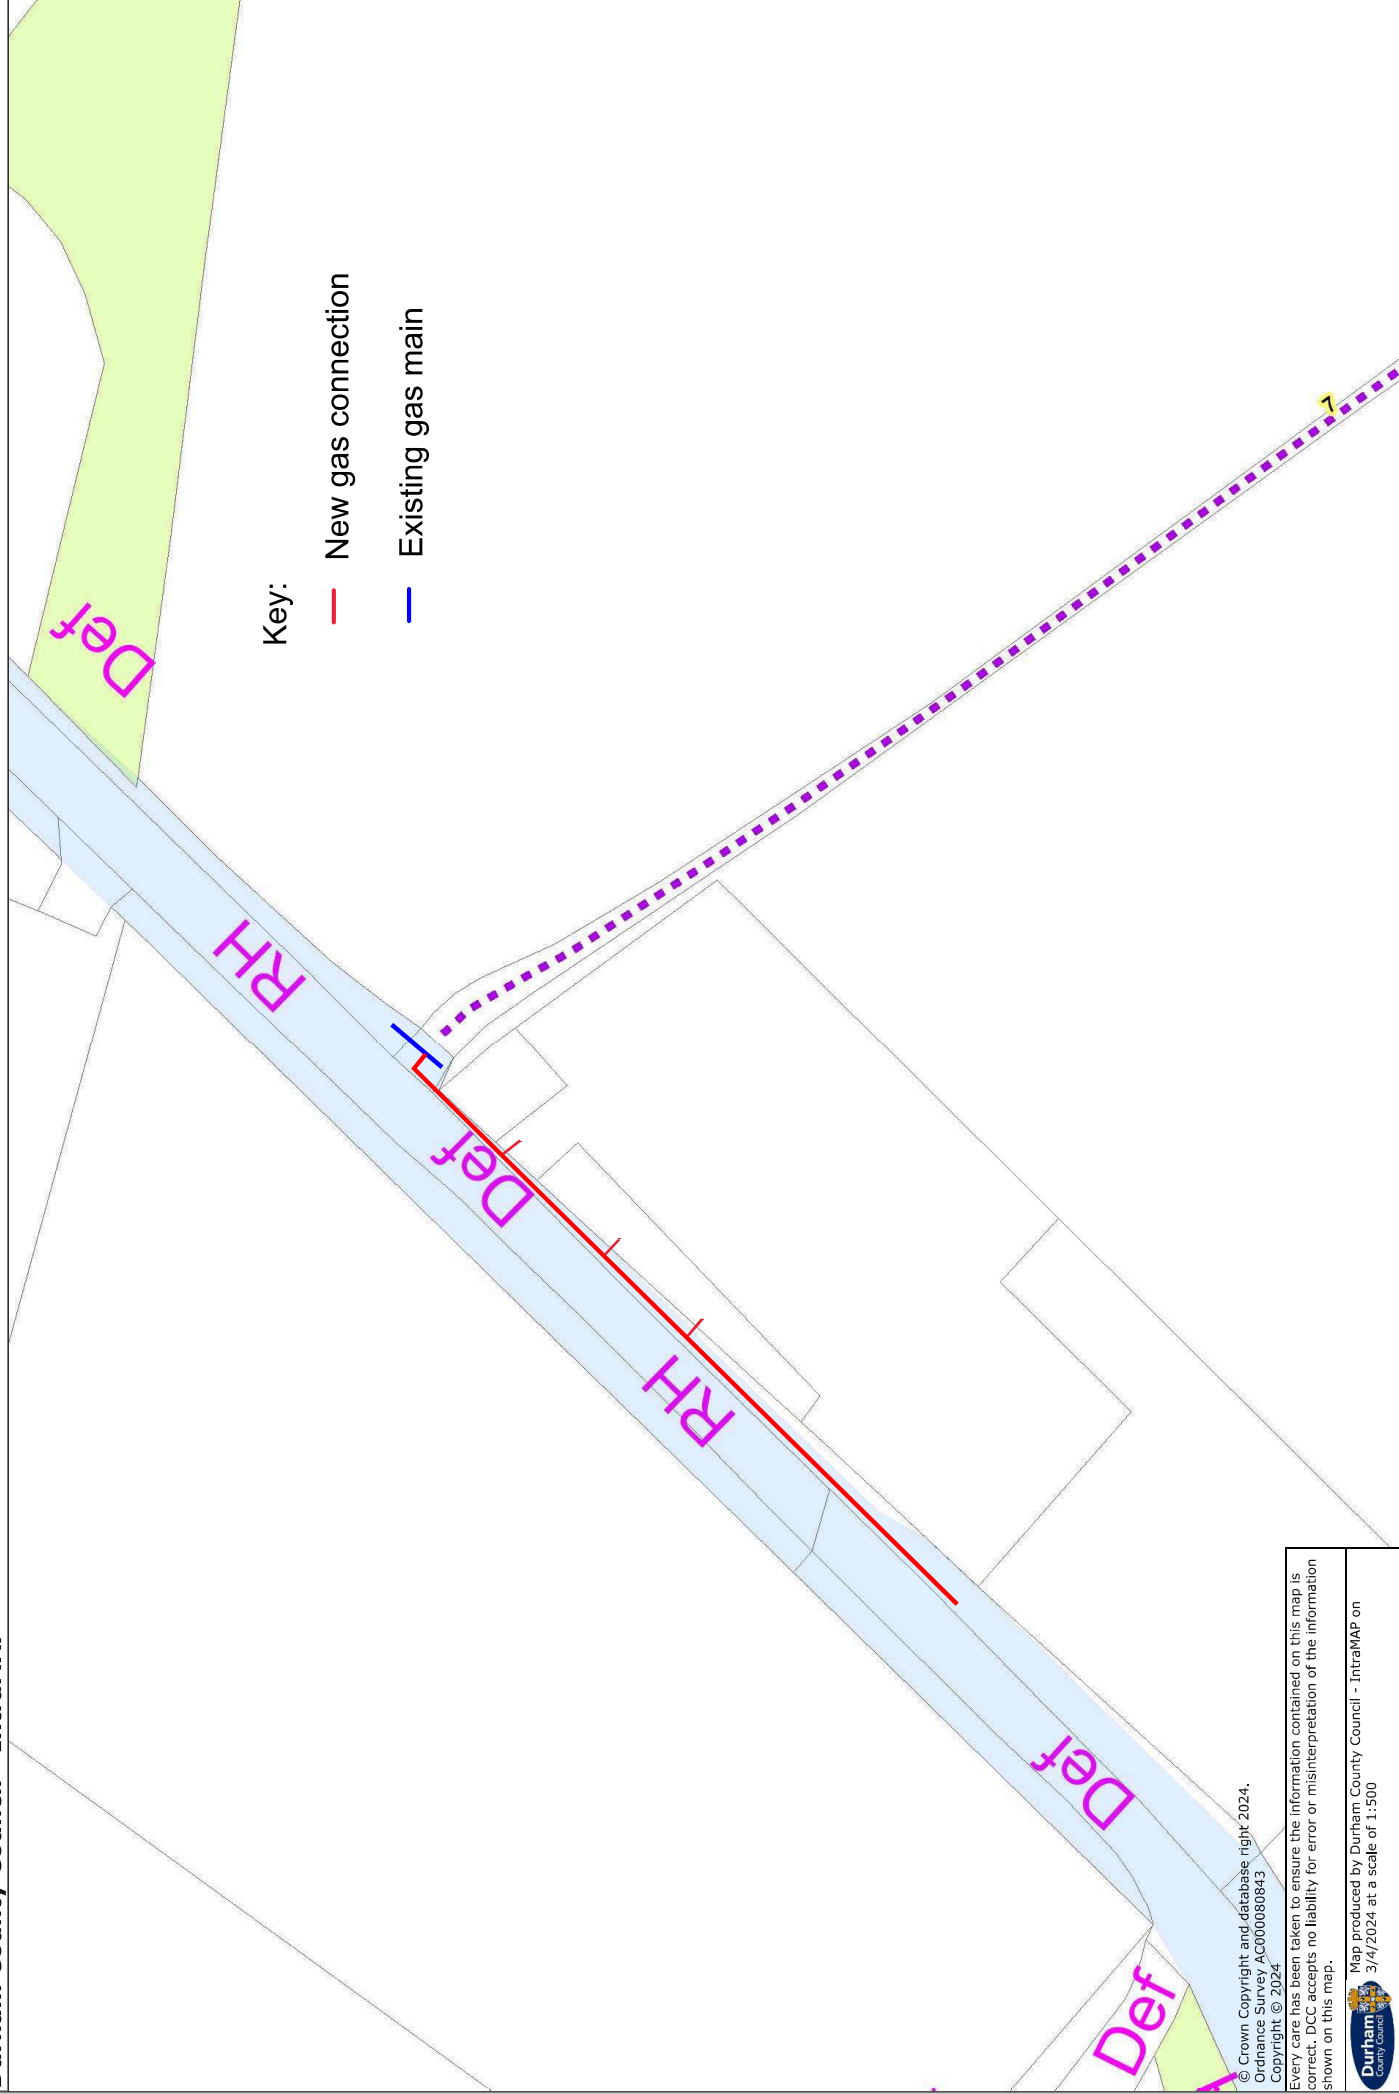 Def
Key:
New gas connection
Existing gas main
RH
7
Def
RH
Def
Def
© Crown Copyright and database right 2024.
Ordnance Survey AC000080843
Copyright © 2024
Every care has been taken to ensure the information contained on this map is
correct. DCC accepts no liability for error or misinterpretation of the information
shown on this map.
Durham
County Council
Map produced by Durham County Council - IntraMAP on
3/4/2024 at a scale of 1:500